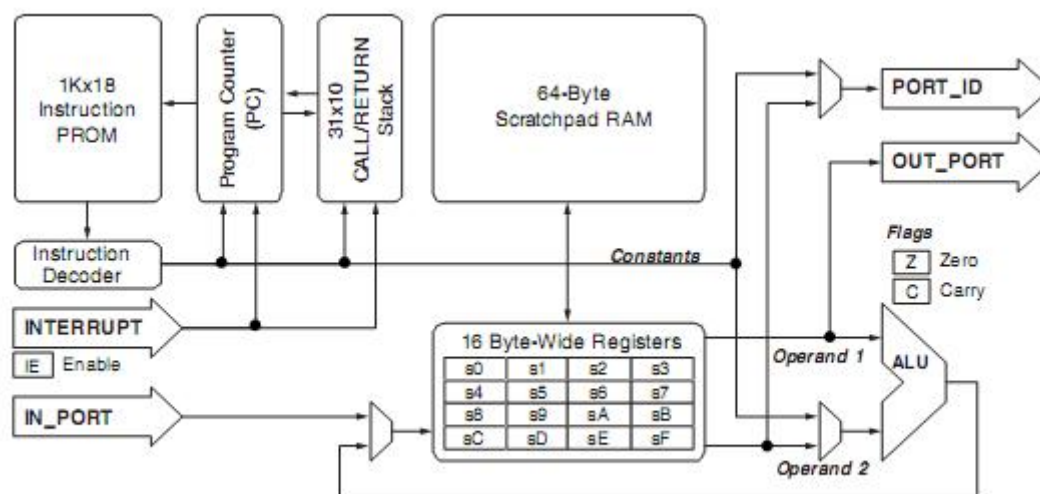 1Kx18
Instruction
PROM
Program Counter
(PC)
31x10
CALL/RETURN
Stack
64-Byte
Scratchpad RAM
PORT_ID
OUT_PORT
Instruction
Decoder
Constants
Flags
Z Zero
C Carry
INTERRUPT
IE Enable
16 Byte-Wide Registers
s0 s1 s2 s3
s4 s5 s6 s7
s8 s9 sA sB
sC sD sE sF
Operand 1
ALU
IN_PORT
Operand 2